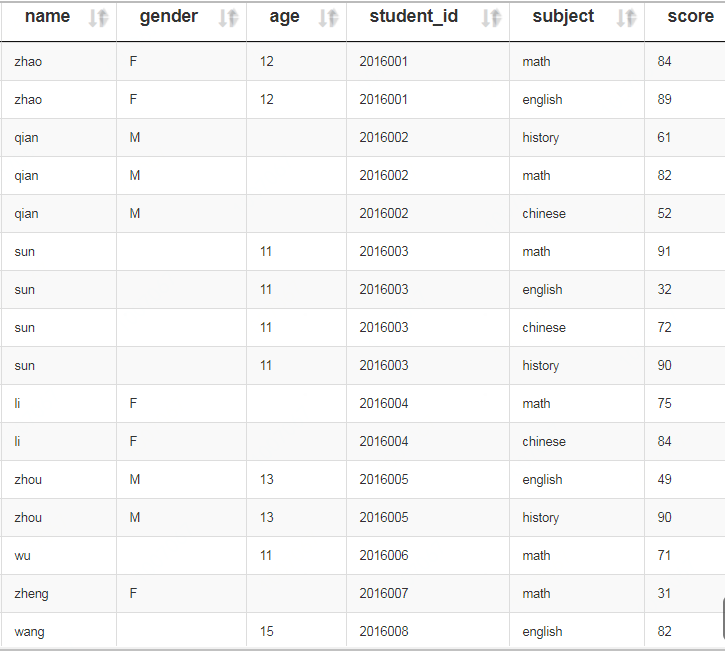 name gender age student_id subject score
zhao F 12 2016001 math 84
zhao F 12 2016001 english 89
qian M 2016002 history 61
qian M 2016002 math 82
qian M 2016002 chinese 52
sun 11 2016003 math 91
sun 11 2016003 english 32
sun 11 2016003 chinese 72
sun 11 2016003 history 90
li F 2016004 math 75
li F 2016004 chinese 84
zhou M 13 2016005 english 49
zhou M 13 2016005 history 90
wu 11 2016006 math 71
zheng F 2016007 math 31
wang 15 2016008 english 82